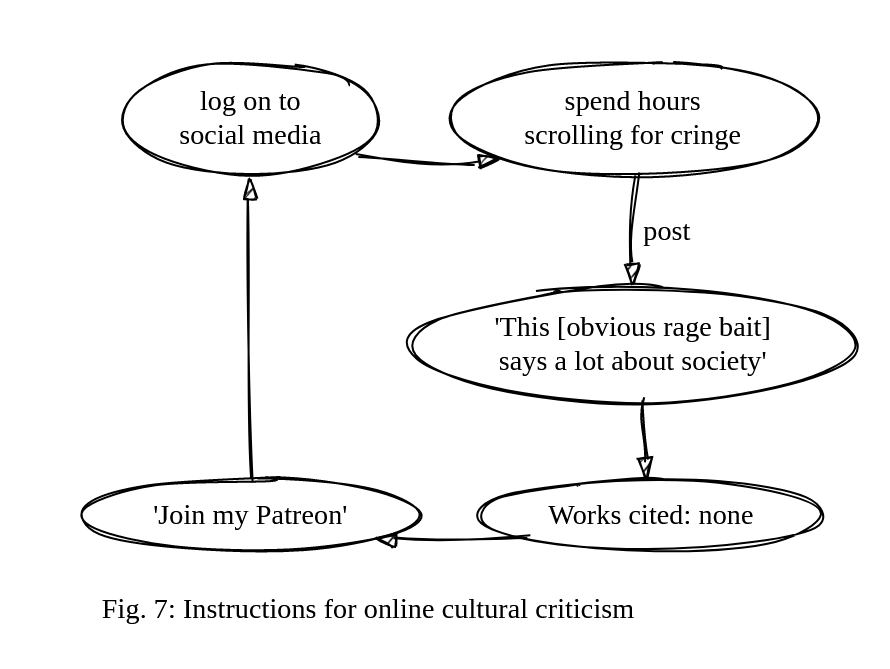 log on to
social media
spend hours
scrolling for cringe
post
'This [obvious rage bait]
says a lot about society'
Works cited: none
'Join my Patreon'
Fig. 7: Instructions for online cultural criticism